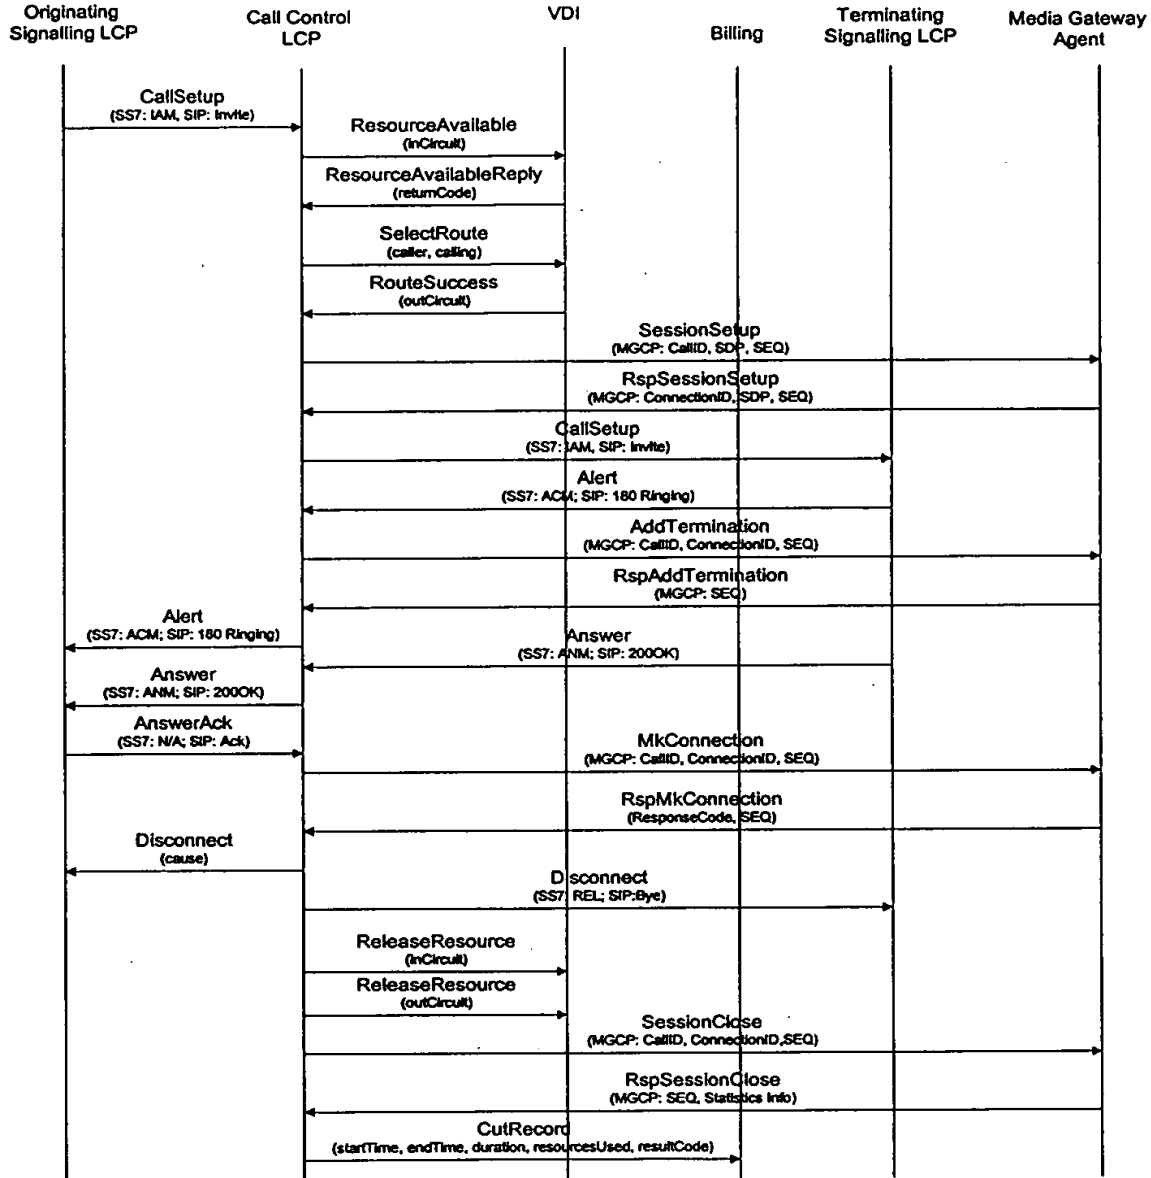 Originating
Signalling LCP
Call Control
LCP
VDI
Billing
Terminating
Signalling LCP
Media Gateway
Agent
CallSetup
(SS7: IAM, SIP: Invite)
ResourceAvailable
(inCircuit)
ResourceAvailableReply
(returnCode)
SelectRoute
(caller, calling)
RouteSuccess
(outCircuit)
SessionSetup
(MGCP: CallID, SDP, SEQ)
RspSessionSetup
(MGCP: ConnectionID, SDP, SEQ)
CallSetup
(SS7: IAM, SIP: Invite)
Alert
(SS7: ACM; SIP: 180 Ringing)
AddTermination
(MGCP: CallID, ConnectionID, SEQ)
RspAddTermination
(MGCP: SEQ)
Alert
(SS7: ACM; SIP: 180 Ringing)
Answer
(SS7: ANM; SIP: 200OK)
Answer
(SS7: ANM; SIP: 200OK)
AnswerAck
(SS7: N/A; SIP: Ack)
MkConnection
(MGCP: CallID, ConnectionID, SEQ)
RspMkConnection
(ResponseCode, SEQ)
Disconnect
(cause)
Disconnect
(SS7: REL; SIP:Bye)
ReleaseResource
(inCircuit)
ReleaseResource
(outCircuit)
SessionClose
(MGCP: CallID, ConnectionID,SEQ)
RspSessionClose
(MGCP: SEQ, Statistics Info)
CutRecord
(startTime, endTime, duration, resourcesUsed, resultCode)